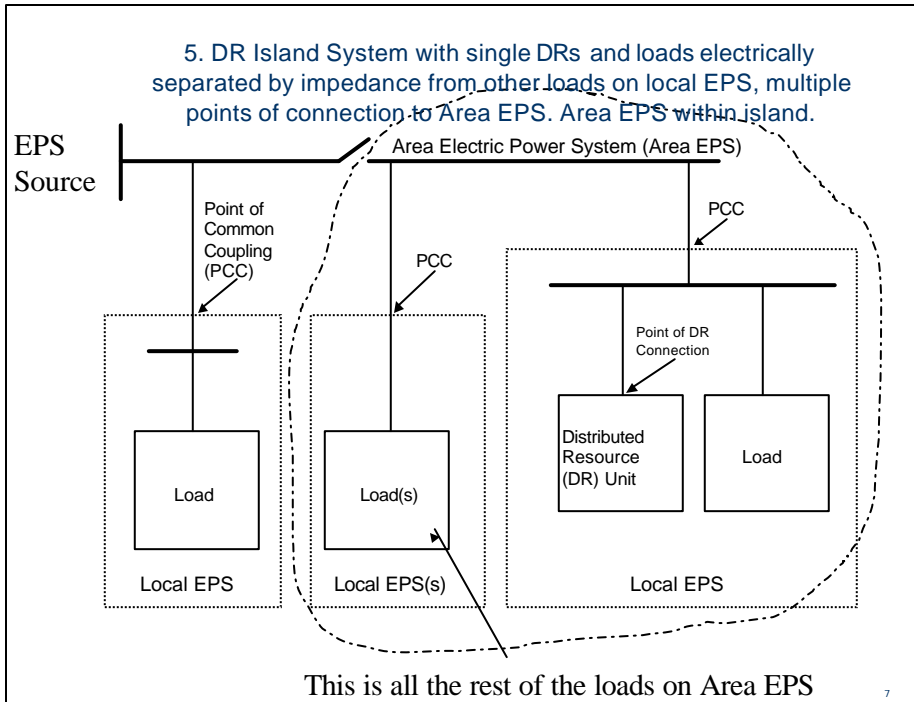 5. DR Island System with single DRs and loads electrically
separated by impedance from other loads on local EPS, multiple
points of connection to Area EPS. Area EPS within island.
EPS
Source
Area Electric Power System (Area EPS)
Point of
Common
Coupling
(PCC)
PCC
PCC
Point of DR
Connection
Load
Load(s)
Distributed
Resource
(DR) Unit
Load
Local EPS
Local EPS(s)
Local EPS
This is all the rest of the loads on Area EPS
7